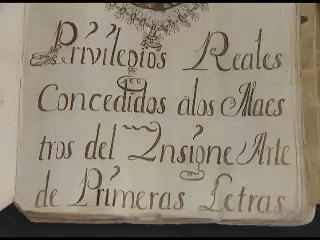 Privilegios Reales
Concedidos alos Maes
tros del Insigne Arte
de Primeras Letras